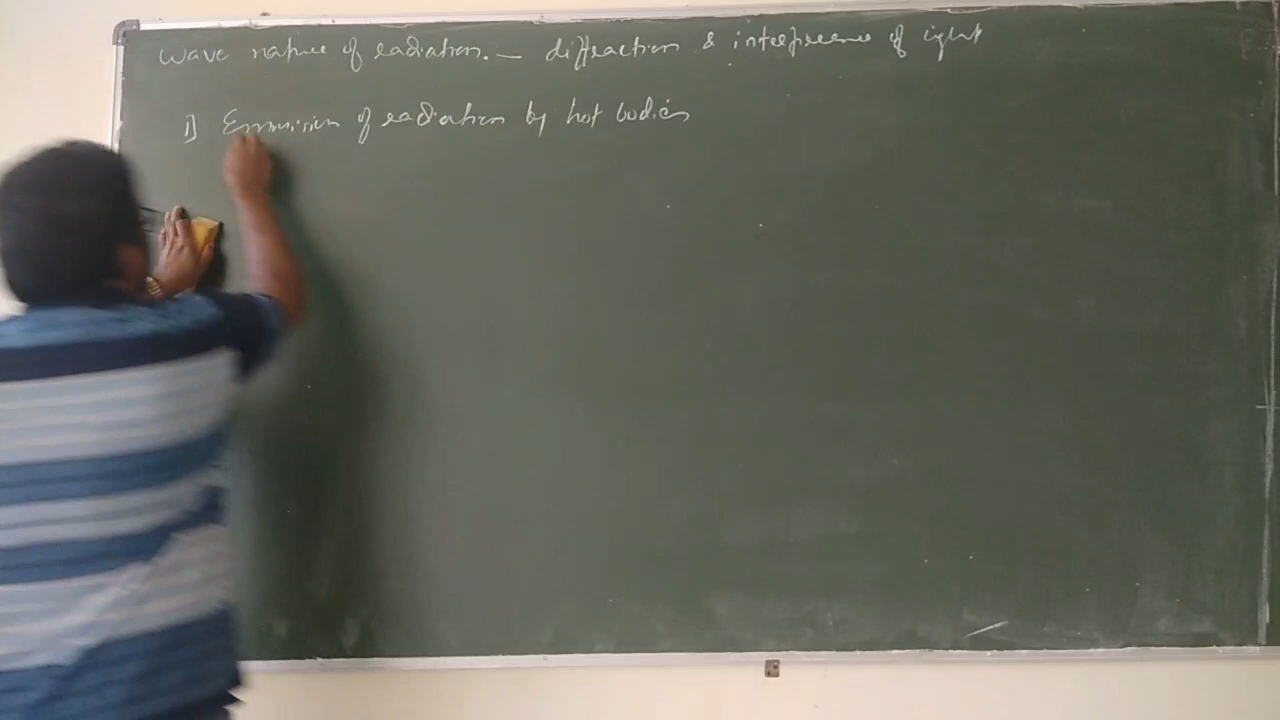 Wave nature of radiation. — diffraction & interference of light
1] Emission of radiation by hot bodies